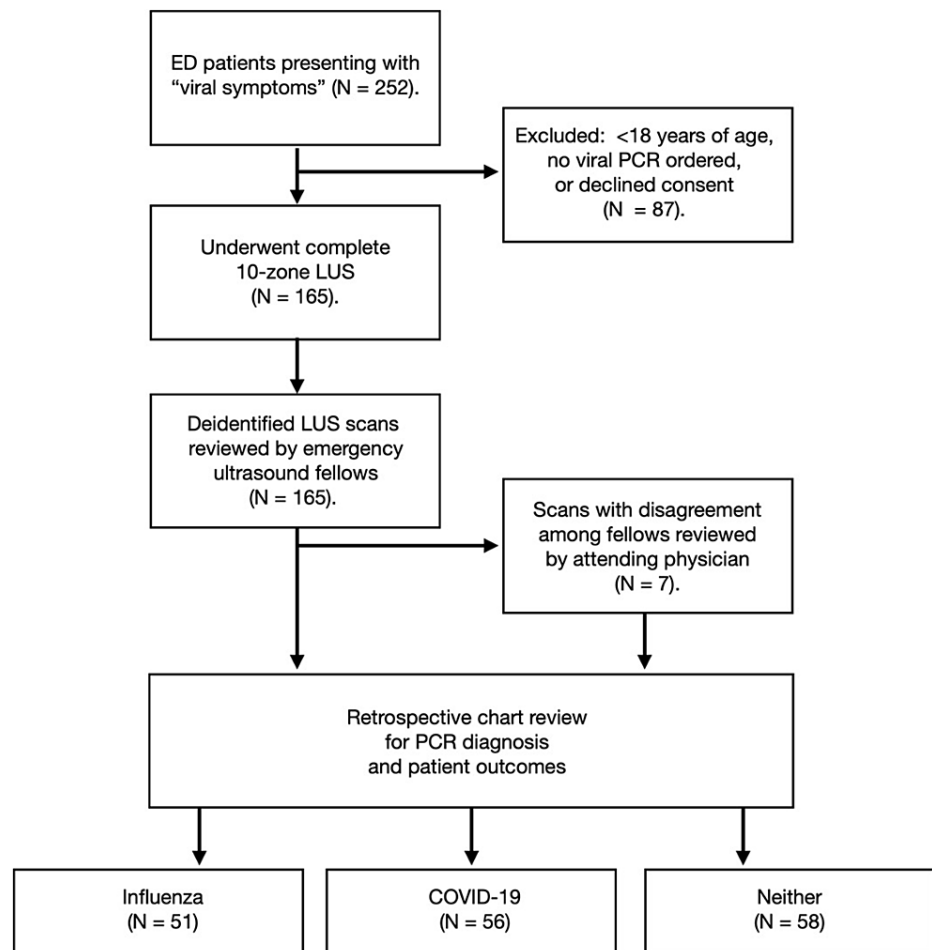 ED patients presenting with
“viral symptoms” (N = 252).
Excluded:  <18 years of age,
no viral PCR ordered,
or declined consent
(N  = 87).
Underwent complete
10-zone LUS
(N = 165).
Deidentified LUS scans
reviewed by emergency
ultrasound fellows
(N = 165).
Scans with disagreement
among fellows reviewed
by attending physician
(N = 7).
Retrospective chart review
for PCR diagnosis
and patient outcomes
Influenza
(N = 51)
COVID-19
(N = 56)
Neither
(N = 58)